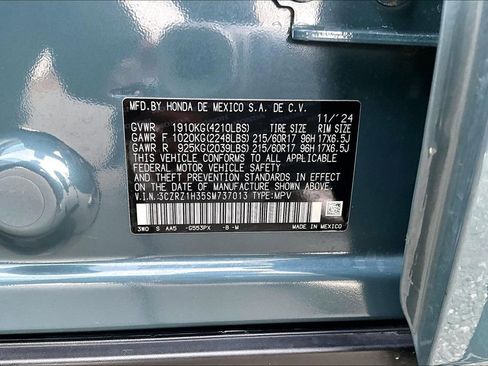 MFD.BY HONDA DE MEXICO S.A. DE C.V.
11/'24
GVWR 1910KG(4210LBS) TIRE SIZE RIM SIZE
GAWR F 1020KG(2248LBS) 215/60R17 96H 17X6.5J
GAWR R 925KG(2039LBS) 215/60R17 96H 17X6.5J
THIS VEHICLE CONFORMS TO ALL APPLICABLE
FEDERAL MOTOR VEHICLE SAFETY
AND THEFT PREVENTION STANDARDS IN EFFECT
ON THE DATE OF MANUFACTURE SHOWN ABOVE.
V.I.N.:3CZRZ1H35SM737013 TYPE:MPV
3W0 S AA5 -G553PX -B -M
MADE IN MEXICO